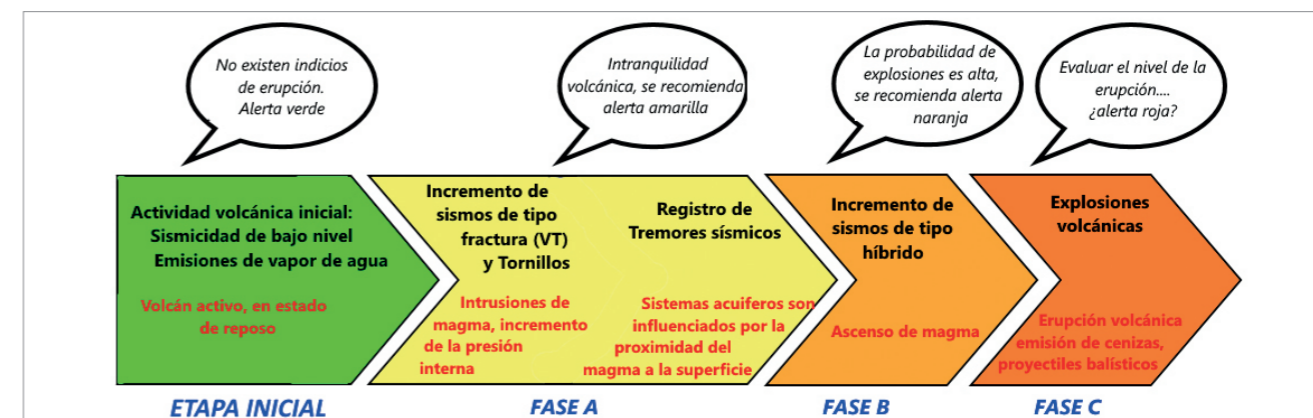 No existen indicios
de erupción.
Alerta verde
Intranquilidad
volcánica, se recomienda
alerta amarilla
La probabilidad de
explosiones es alta,
se recomienda alerta
naranja
Evaluar el nivel de la
erupción....
¿alerta roja?
Actividad volcánica inicial:
Sismicidad de bajo nivel
Emisiones de vapor de agua
Volcán activo, en estado
de reposo
Incremento de
sismos de tipo
fractura (VT)
y Tornillos
Intrusiones de
magma, incremento
de la presión
interna
Registro de
Tremores sísmicos
Sistemas acuiferos son
influenciados por la
proximidad del
magma a la superficie
Incremento de
sismos de tipo
híbrido
Ascenso de magma
Explosiones
volcánicas
Erupción volcánica
emisión de cenizas,
proyectiles balísticos
ETAPA INICIAL
FASE A
FASE B
FASE C